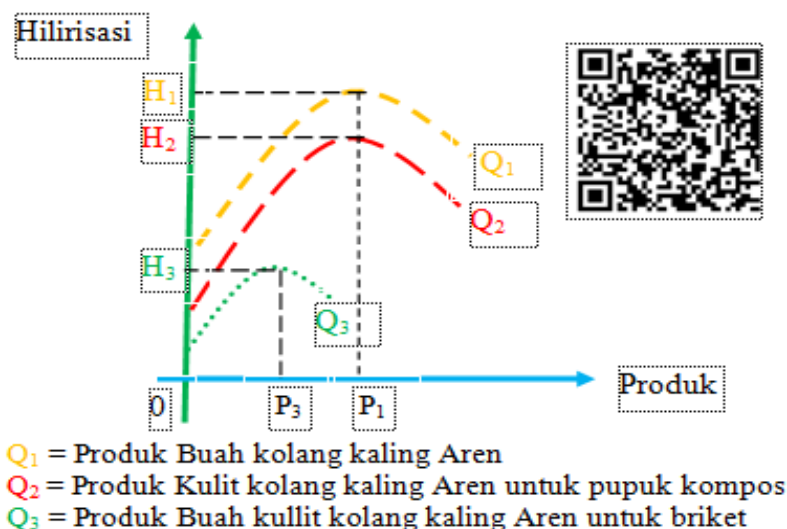 Hilirisasi
H₁
H₂
Q₁
Q₂
H₃
Q₃
Produk
0
P₃
P₁
Q₁ = Produk Buah kolang kaling Aren
Q₂ = Produk Kulit kolang kaling Aren untuk pupuk kompos
Q₃ = Produk Buah kullit kolang kaling Aren untuk briket